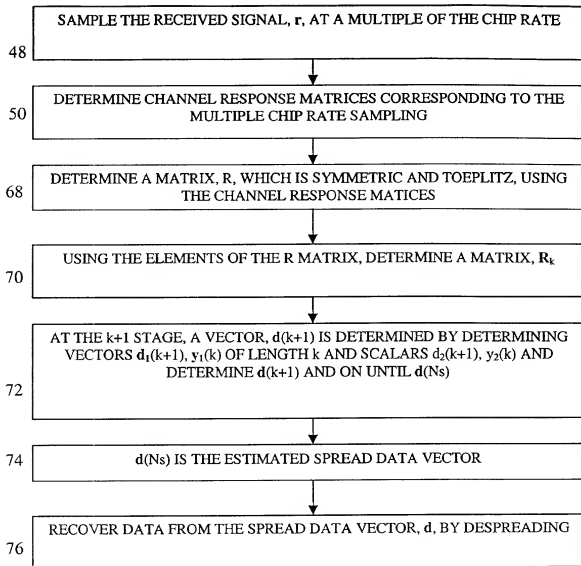 SAMPLE THE RECEIVED SIGNAL, r, AT A MULTIPLE OF THE CHIP RATE
48
DETERMINE CHANNEL RESPONSE MATRICES CORRESPONDING TO THE
MULTIPLE CHIP RATE SAMPLING
50
DETERMINE A MATRIX, R, WHICH IS SYMMETRIC AND TOEPLITZ, USING
THE CHANNEL RESPONSE MATICES
68
USING THE ELEMENTS OF THE R MATRIX, DETERMINE A MATRIX, Rk
70
AT THE k+1 STAGE, A VECTOR, d(k+1) IS DETERMINED BY DETERMINING
VECTORS d1(k+1), y1(k) OF LENGTH k AND SCALARS d2(k+1), y2(k) AND
DETERMINE d(k+1) AND ON UNTIL d(Ns)
72
d(Ns) IS THE ESTIMATED SPREAD DATA VECTOR
74
RECOVER DATA FROM THE SPREAD DATA VECTOR, d, BY DESPREADING
76